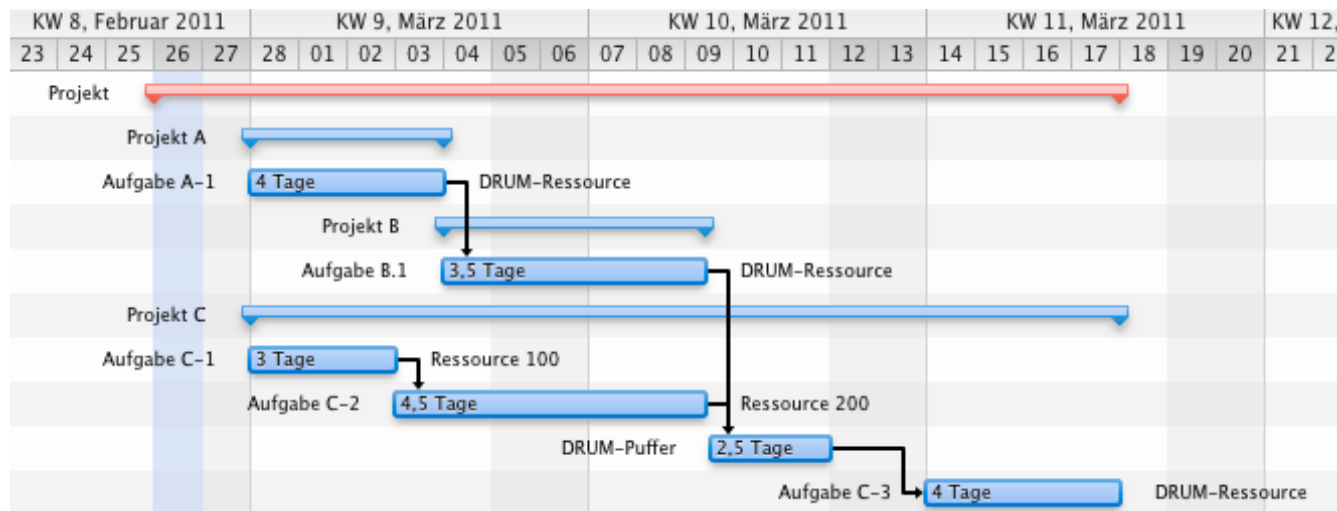 KW 8, Februar 2011 KW 9, März 2011 KW 10, März 2011 KW 11, März 2011 KW 12,
23 24 25 26 27 28 01 02 03 04 05 06 07 08 09 10 11 12 13 14 15 16 17 18 19 20 21 2
Projekt
Projekt A
Aufgabe A-1 4 Tage DRUM-Ressource
Projekt B
Aufgabe B.1 3,5 Tage DRUM-Ressource
Projekt C
Aufgabe C-1 3 Tage Ressource 100
Aufgabe C-2 4,5 Tage Ressource 200
DRUM-Puffer 2,5 Tage
Aufgabe C-3 4 Tage DRUM-Ressource